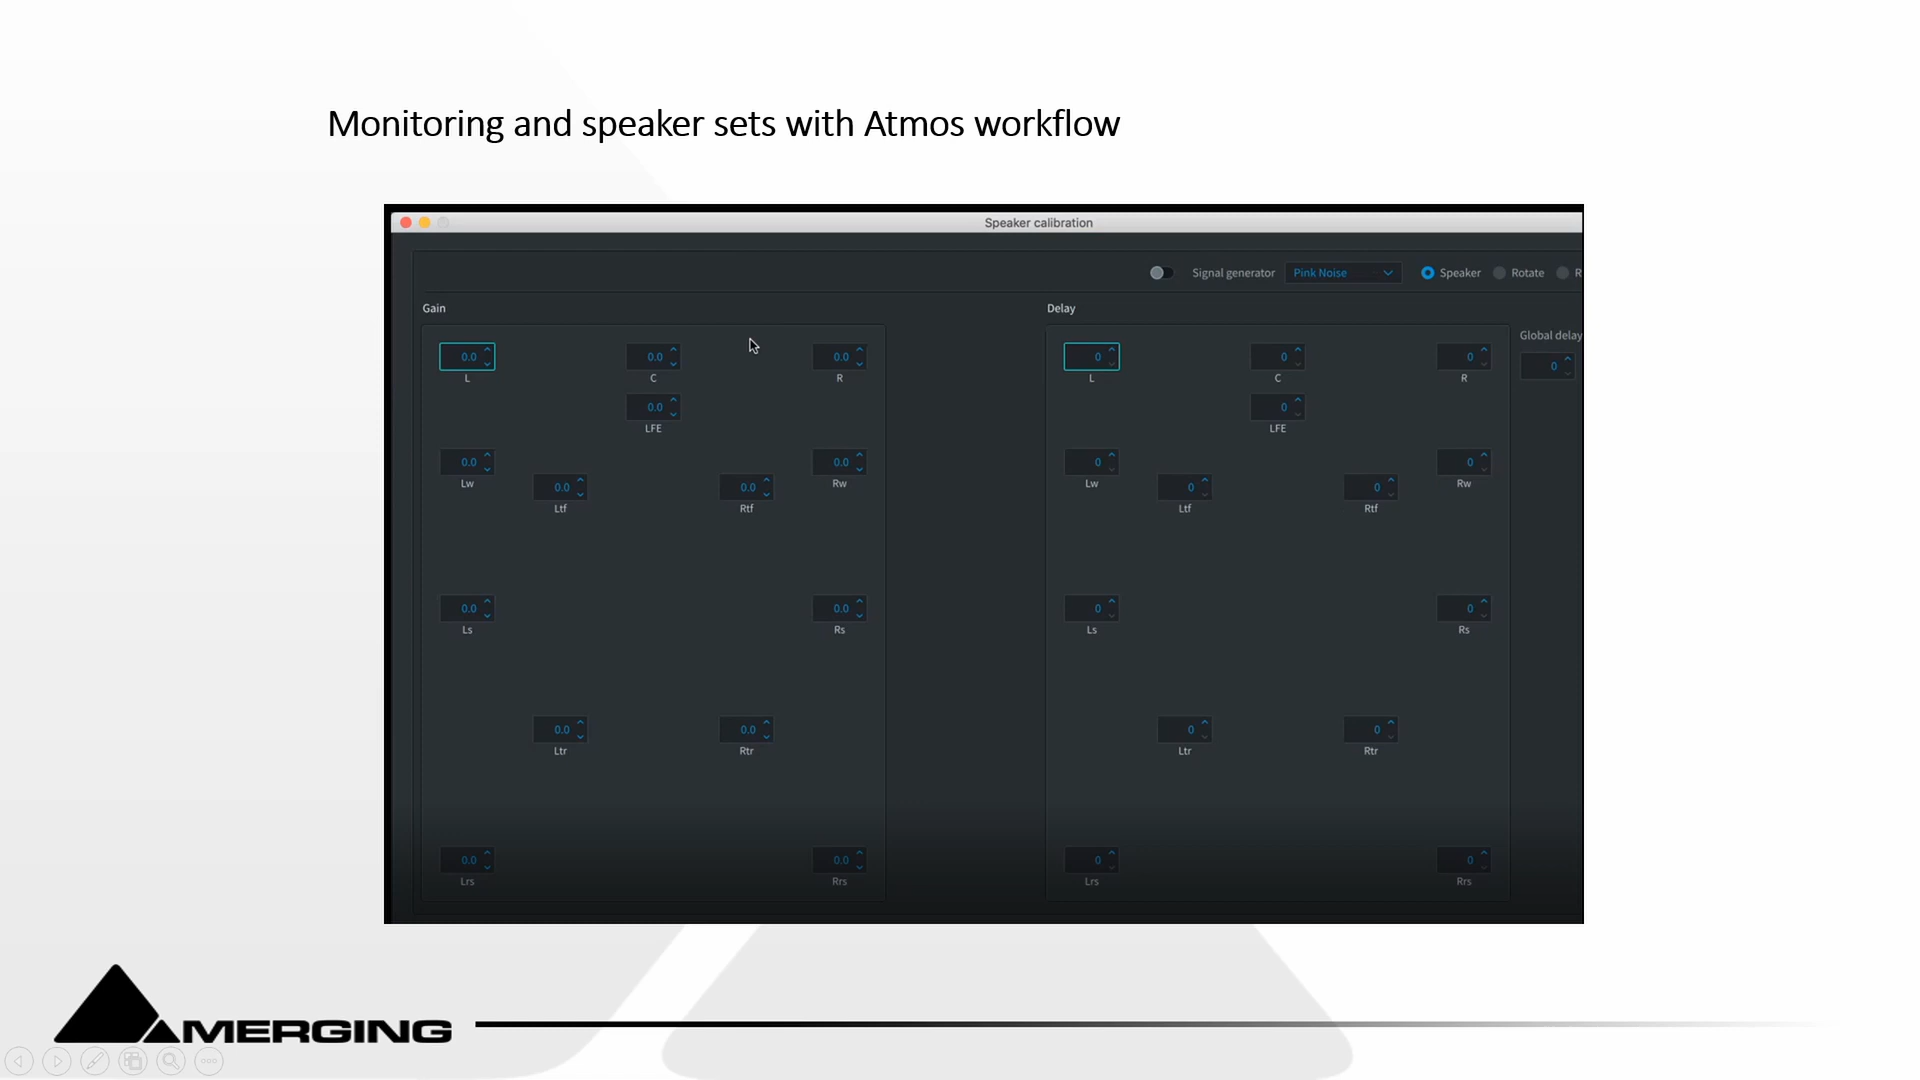 Monitoring and speaker sets with Atmos workflow
Speaker calibration
Signal generator Pink Noise Speaker Rotate R
Gain
0.0 0.0 0.0
L C R
0.0
LFE
0.0 0.0
Lw Rw
0.0 0.0
Ltf Rtf
0.0 0.0
Ls Rs
0.0 0.0
Ltr Rtr
0.0 0.0
Lrs Rrs
Delay
0 0 0
L C R
0
LFE
0 0
Lw Rw
0 0
Ltf Rtf
0 0
Ls Rs
0 0
Ltr Rtr
0 0
Lrs Rrs
Global delay
0
MERGING